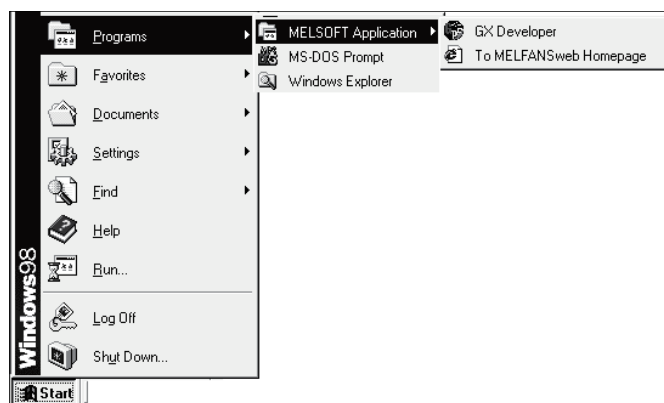 Programs
Favorites
Documents
Settings
Find
Help
Run...
Log Off
Shut Down...
Windows98
Start
MELSOFT Application
MS-DOS Prompt
Windows Explorer
GX Developer
To MELFANSweb Homepage